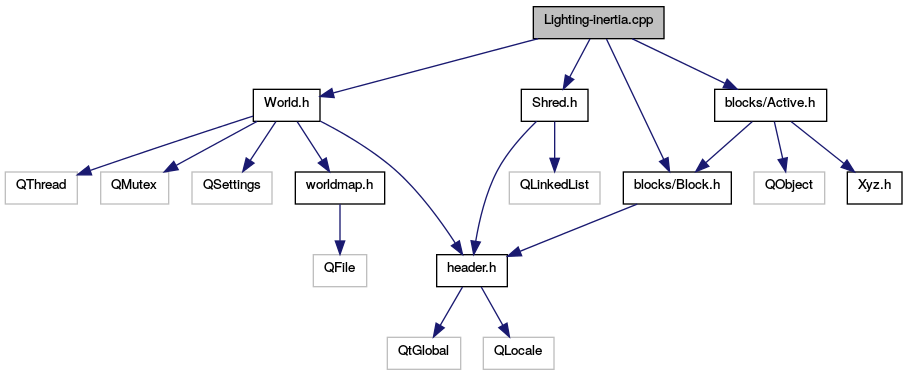 Lighting-inertia.cpp
World.h
Shred.h
blocks/Active.h
QThread
QMutex
QSettings
worldmap.h
QLinkedList
blocks/Block.h
QObject
Xyz.h
QFile
header.h
QtGlobal
QLocale